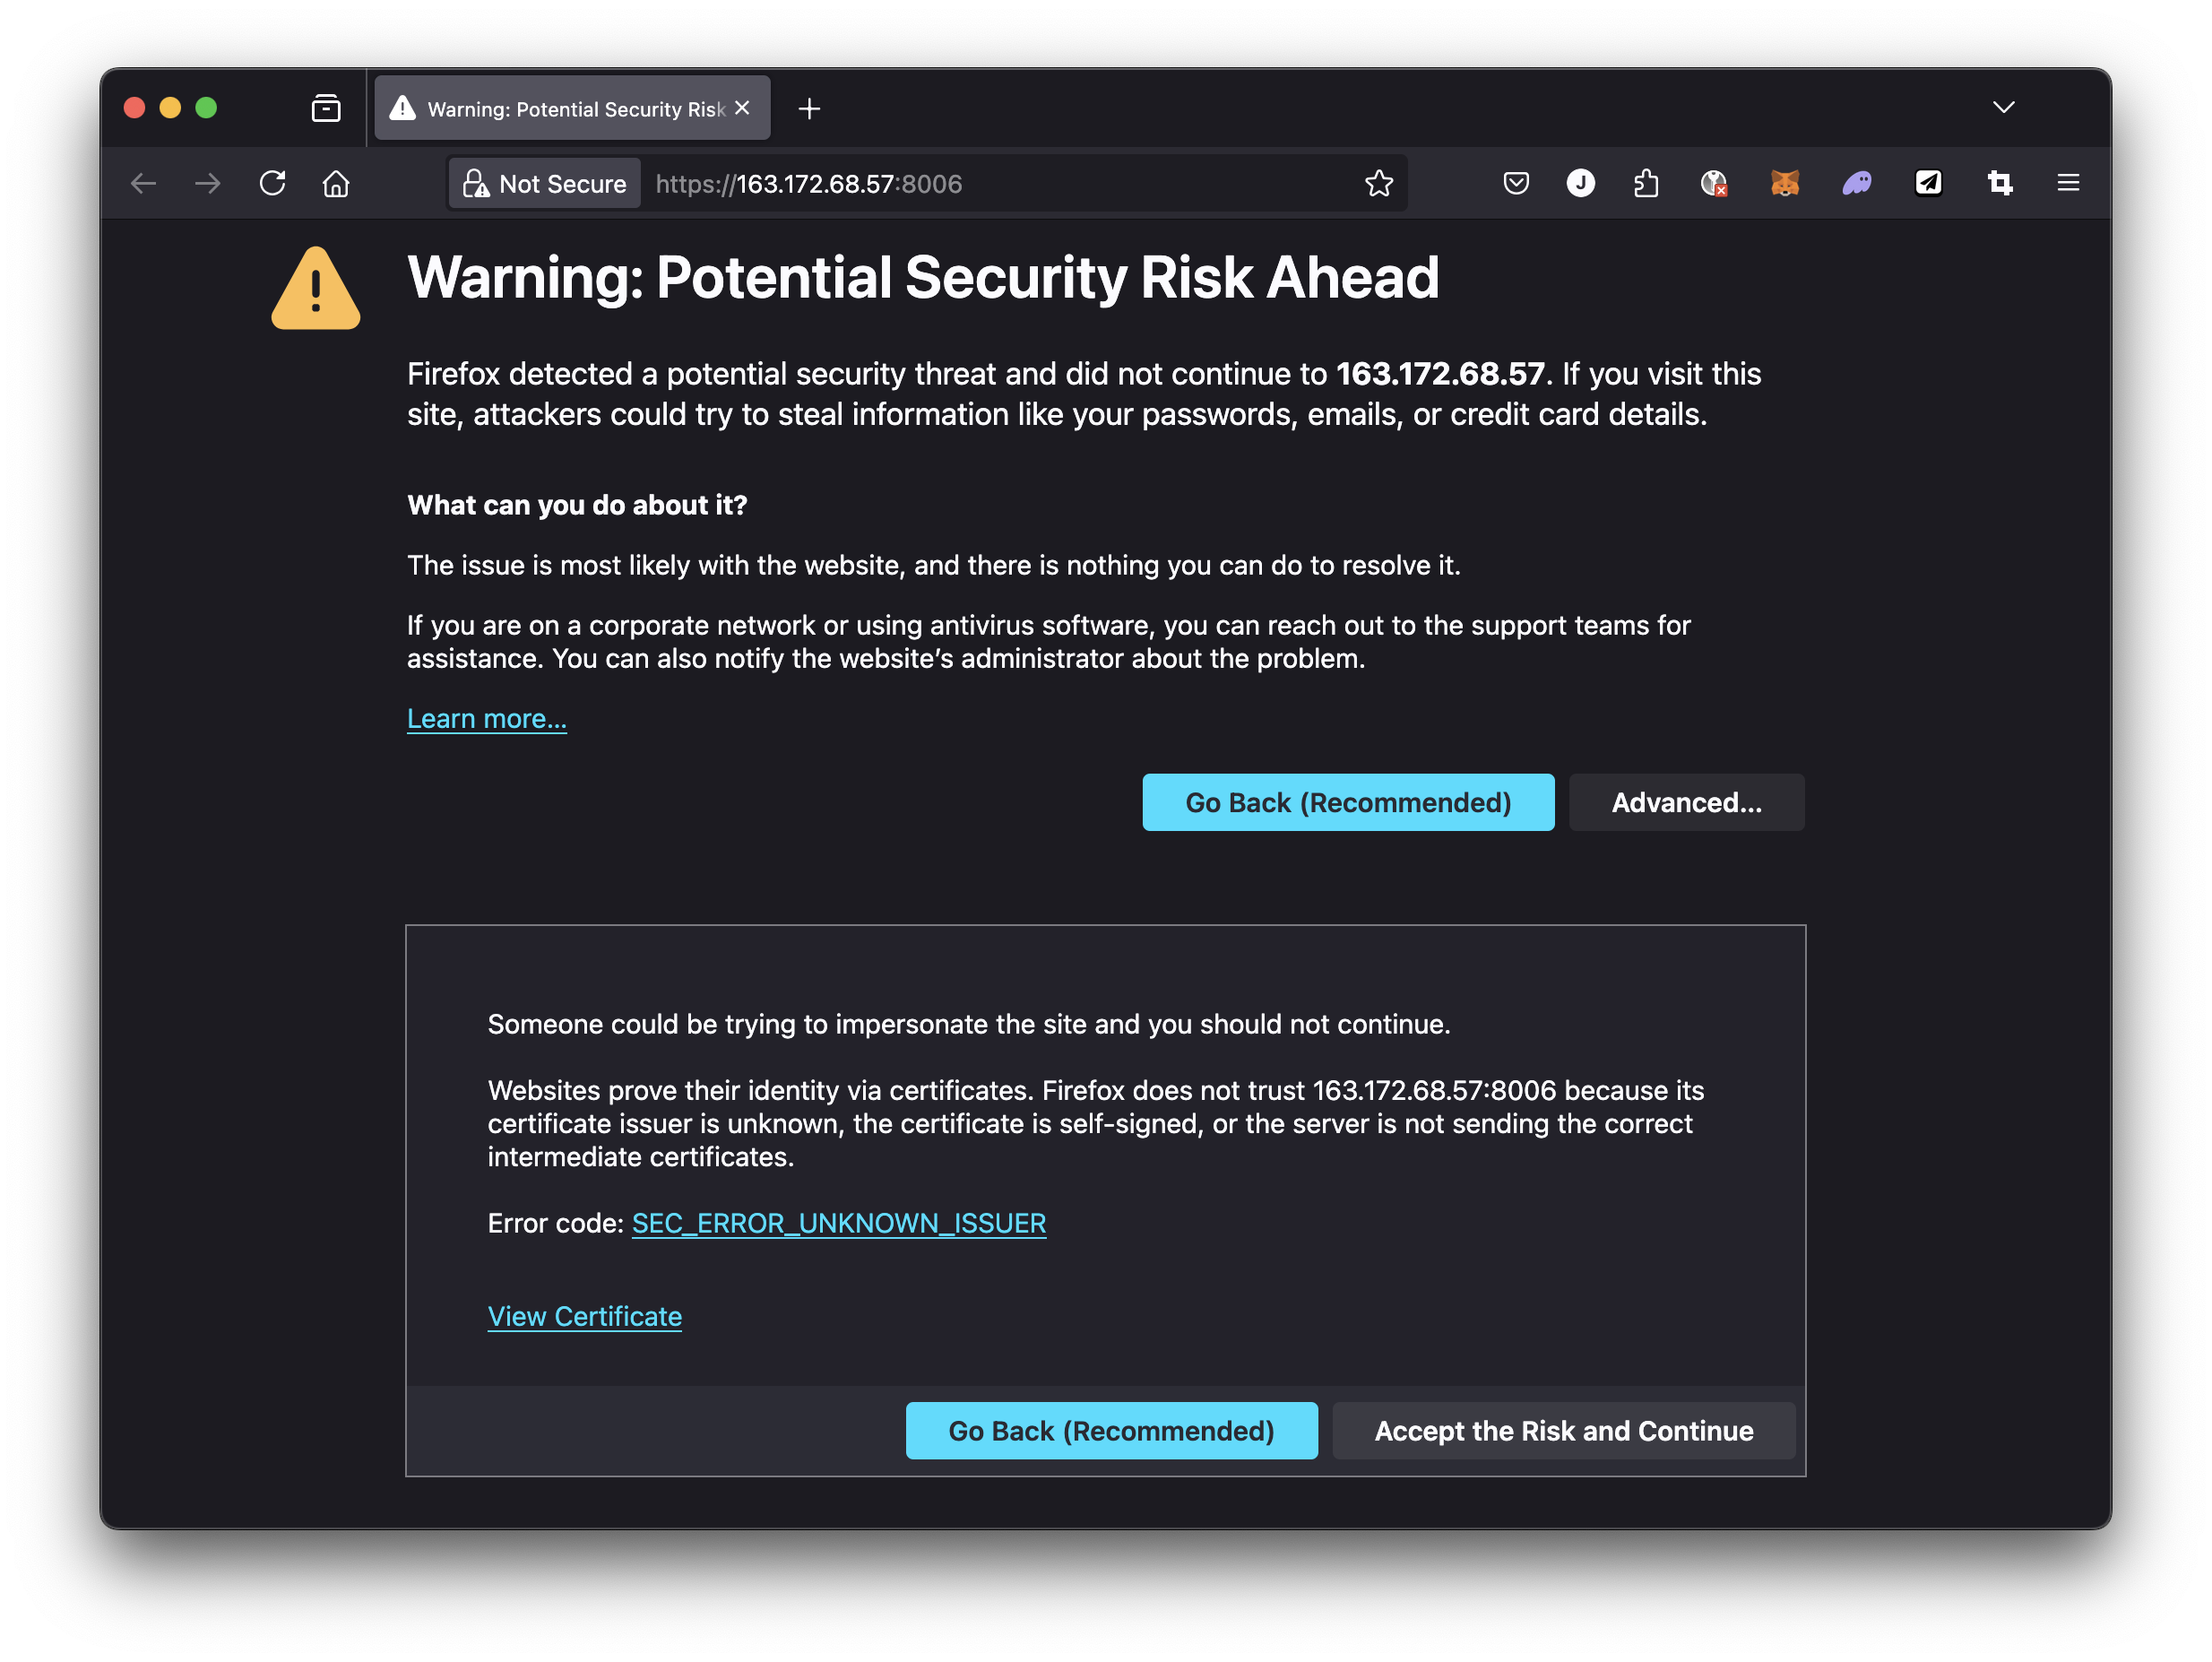 Warning: Potential Security Risk
Not Secure
https://163.172.68.57:8006
J
Warning: Potential Security Risk Ahead
Firefox detected a potential security threat and did not continue to 163.172.68.57. If you visit this
site, attackers could try to steal information like your passwords, emails, or credit card details.
What can you do about it?
The issue is most likely with the website, and there is nothing you can do to resolve it.
If you are on a corporate network or using antivirus software, you can reach out to the support teams for
assistance. You can also notify the website’s administrator about the problem.
Learn more…
Go Back (Recommended)
Advanced…
Someone could be trying to impersonate the site and you should not continue.
Websites prove their identity via certificates. Firefox does not trust 163.172.68.57:8006 because its
certificate issuer is unknown, the certificate is self-signed, or the server is not sending the correct
intermediate certificates.
Error code: SEC_ERROR_UNKNOWN_ISSUER
View Certificate
Go Back (Recommended)
Accept the Risk and Continue